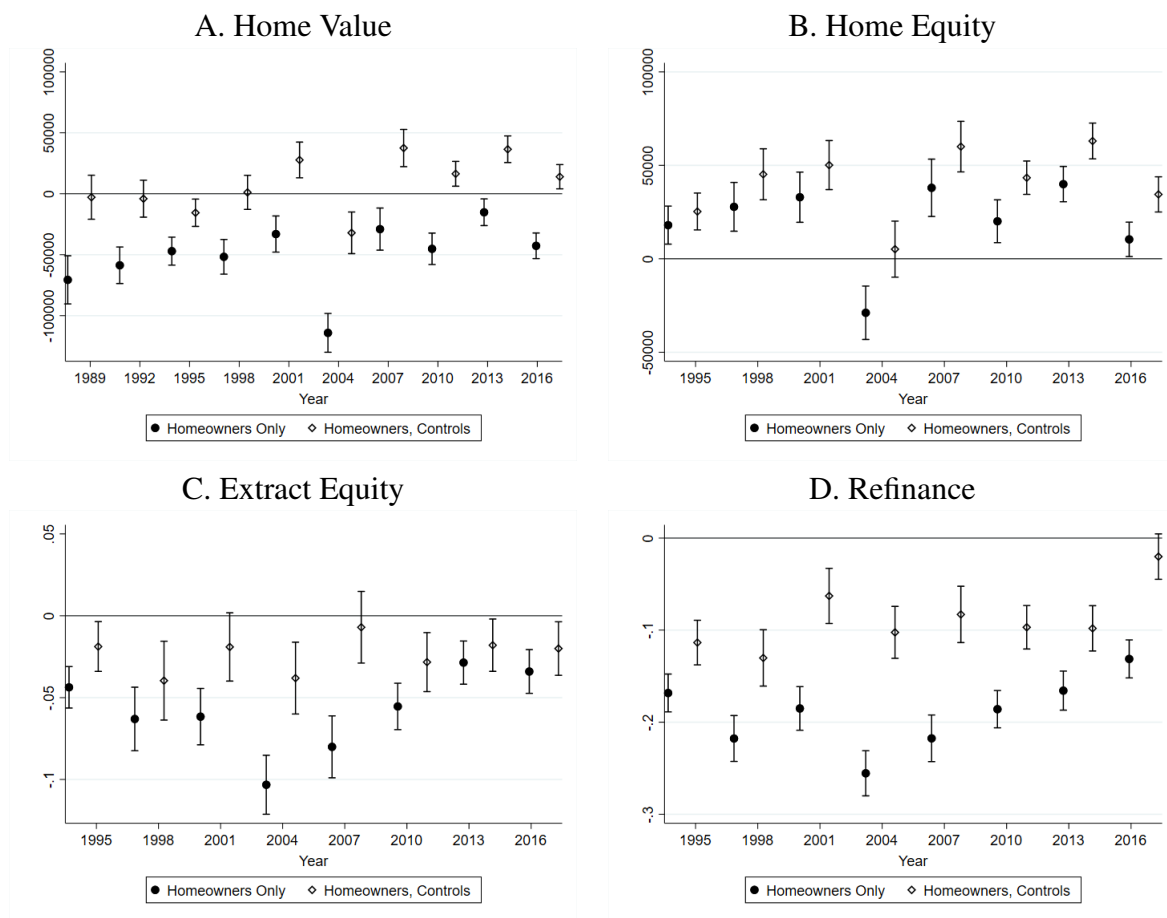 A. Home Value
100000
50000
0
-50000
-100000
1989 1992 1995 1998 2001 2004 2007 2010 2013 2016
Year
Homeowners Only Homeowners, Controls
B. Home Equity
100000
50000
0
-50000
1995 1998 2001 2004 2007 2010 2013 2016
Year
Homeowners Only Homeowners, Controls
C. Extract Equity
.05
0
-.05
-.1
1995 1998 2001 2004 2007 2010 2013 2016
Year
Homeowners Only Homeowners, Controls
D. Refinance
0
-.1
-.2
-.3
1995 1998 2001 2004 2007 2010 2013 2016
Year
Homeowners Only Homeowners, Controls